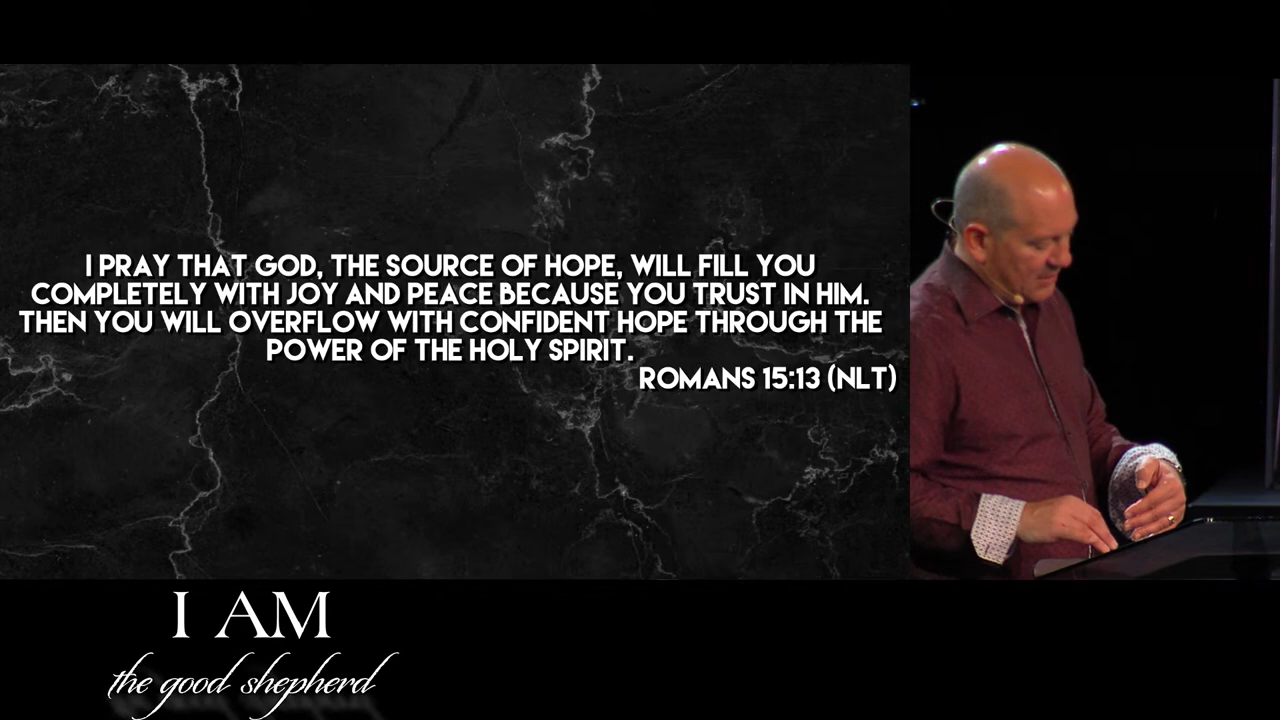 I PRAY THAT GOD, THE SOURCE OF HOPE, WILL FILL YOU
COMPLETELY WITH JOY AND PEACE BECAUSE YOU TRUST IN HIM.
THEN YOU WILL OVERFLOW WITH CONFIDENT HOPE THROUGH THE
POWER OF THE HOLY SPIRIT.
ROMANS 15:13 (NLT)
I AM
the good shepherd